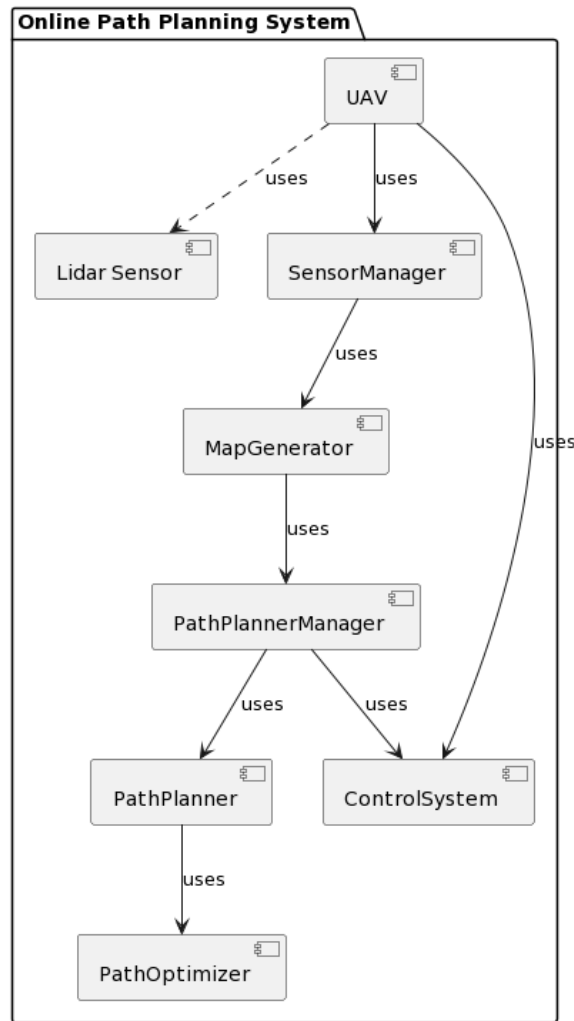 Online Path Planning System
UAV
uses
uses
Lidar Sensor
SensorManager
uses
MapGenerator
uses
uses
PathPlannerManager
uses
uses
PathPlanner
ControlSystem
uses
PathOptimizer